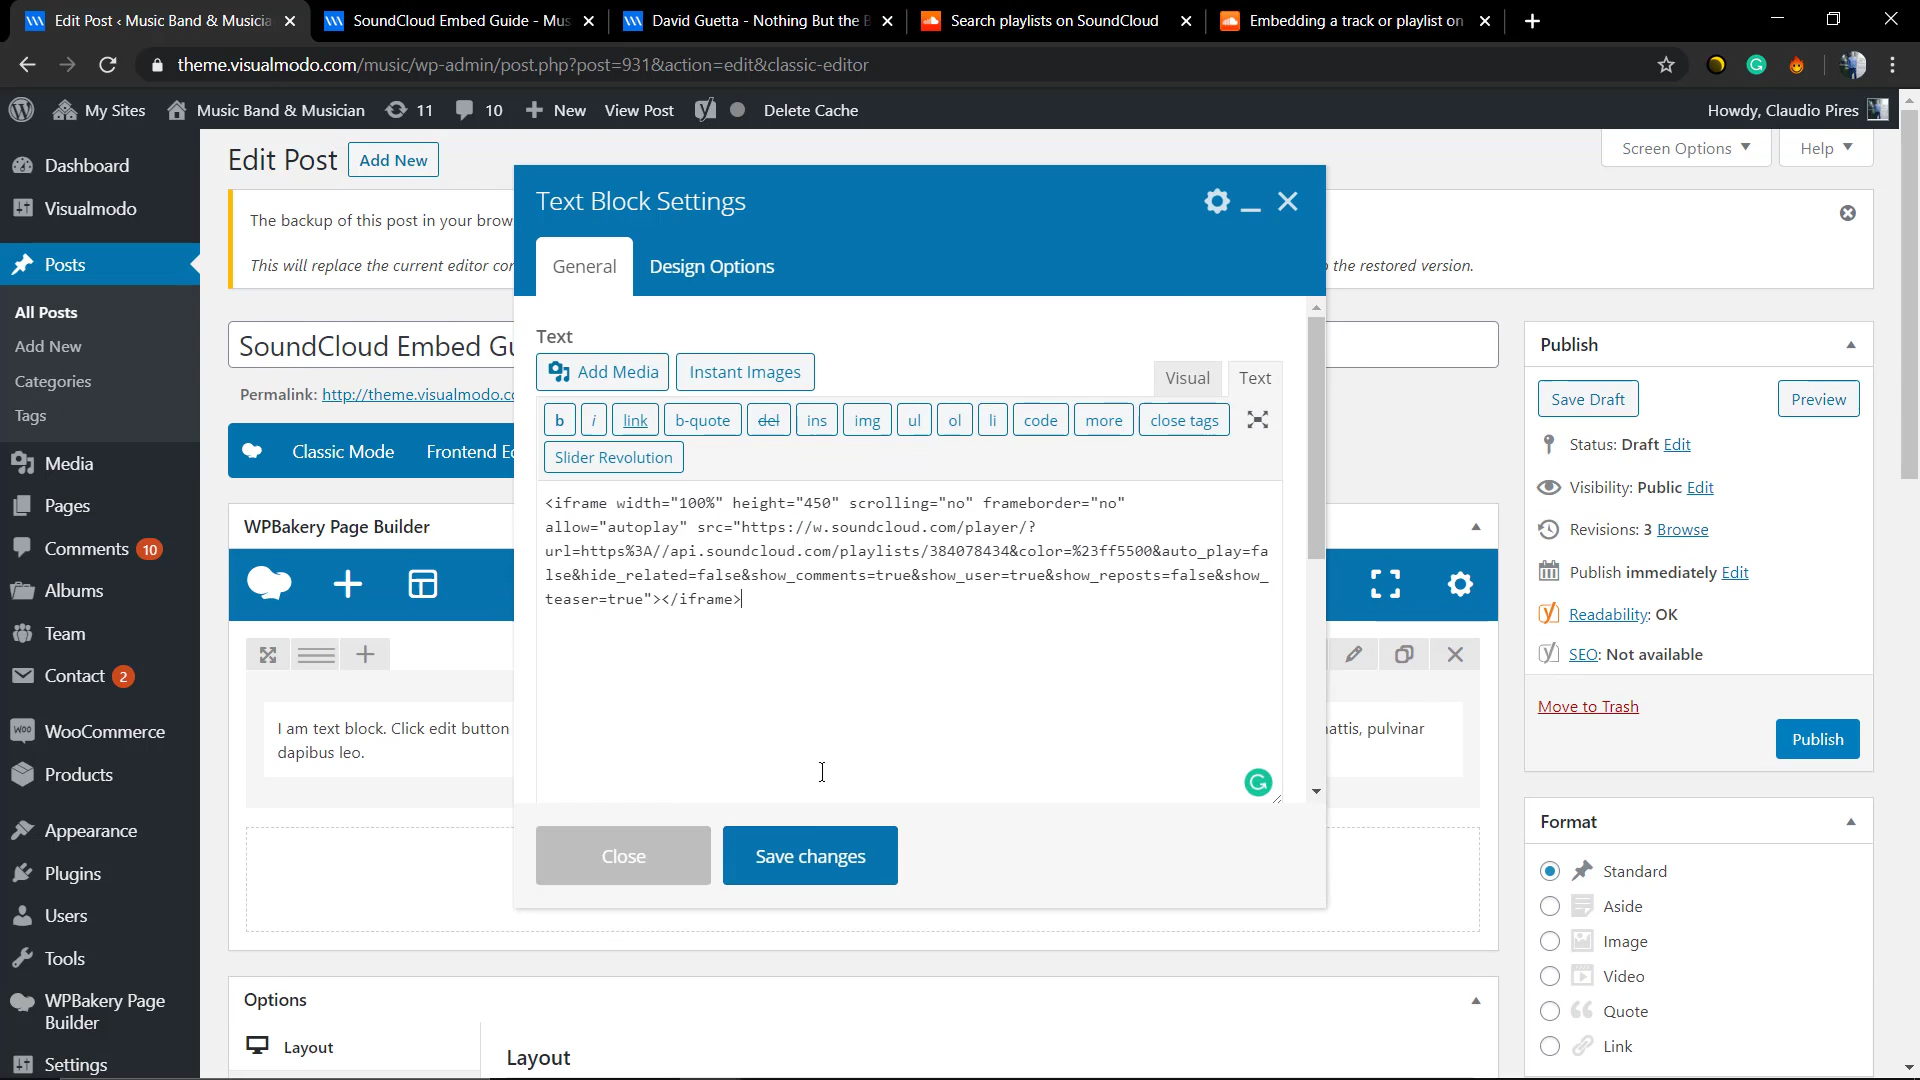 Edit Post ‹ Music Band & Musicia
SoundCloud Embed Guide - Mus
David Guetta - Nothing But the B
Search playlists on SoundCloud
Embedding a track or playlist on
theme.visualmodo.com/music/wp-admin/post.php?post=931&action=edit&classic-editor
My Sites
Music Band & Musician
11
10
New
View Post
Delete Cache
Howdy, Claudio Pires
Dashboard
Visualmodo
Posts
All Posts
Add New
Categories
Tags
Media
Pages
Comments 10
Albums
Team
Contact 2
WooCommerce
Products
Appearance
Plugins
Users
Tools
WPBakery Page
Builder
Settings
Edit Post
Add New
Screen Options
Help
The backup of this post in your brow
This will replace the current editor con
the restored version.
SoundCloud Embed Gu
Permalink: http://theme.visualmodo.co
Classic Mode
Frontend Ed
WPBakery Page Builder
I am text block. Click edit button
dapibus leo.
attis, pulvinar
Options
Layout
Layout
Text Block Settings
General
Design Options
Text
Add Media
Instant Images
Visual
Text
b
i
link
b-quote
del
ins
img
ul
ol
li
code
more
close tags
Slider Revolution
<iframe width="100%" height="450" scrolling="no" frameborder="no"
allow="autoplay" src="https://w.soundcloud.com/player/?
url=https%3A//api.soundcloud.com/playlists/384078434&color=%23ff5500&auto_play=fa
lse&hide_related=false&show_comments=true&show_user=true&show_reposts=false&show_
teaser=true"></iframe>
Close
Save changes
Publish
Save Draft
Preview
Status: Draft Edit
Visibility: Public Edit
Revisions: 3 Browse
Publish immediately Edit
Readability: OK
SEO: Not available
Move to Trash
Publish
Format
Standard
Aside
Image
Video
Quote
Link